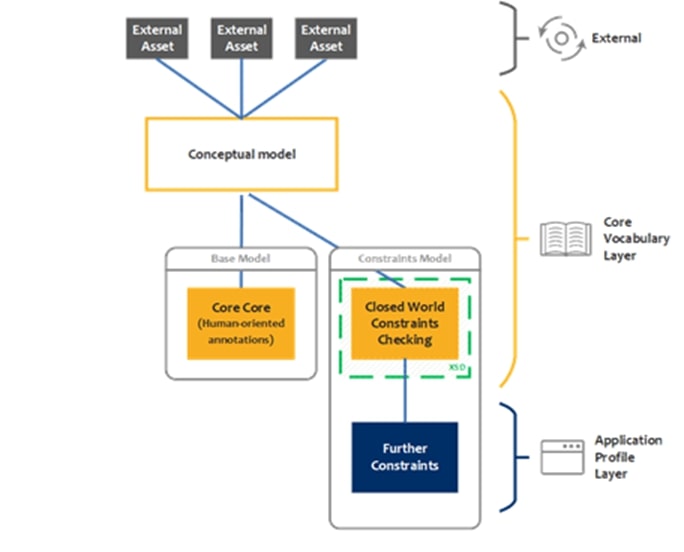 External
Asset
External
Asset
External
Asset
External
Conceptual model
Core
Vocabulary
Layer
Base Model
Constraints Model
Core Core
(Human-oriented
annotations)
Closed World
Constraints
Checking
XSD
Further
Constraints
Application
Profile
Layer